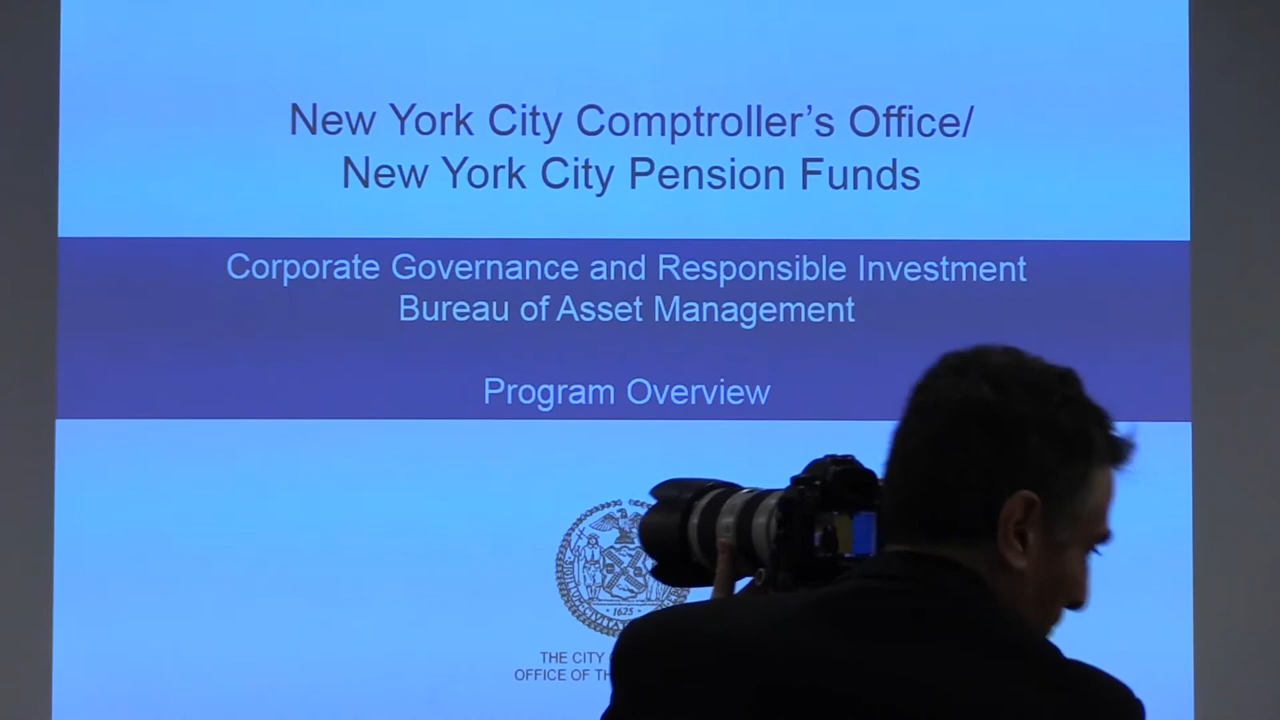 New York City Comptroller's Office/
New York City Pension Funds
Corporate Governance and Responsible Investment
Bureau of Asset Management
Program Overview
1625
THE CITY
OFFICE OF